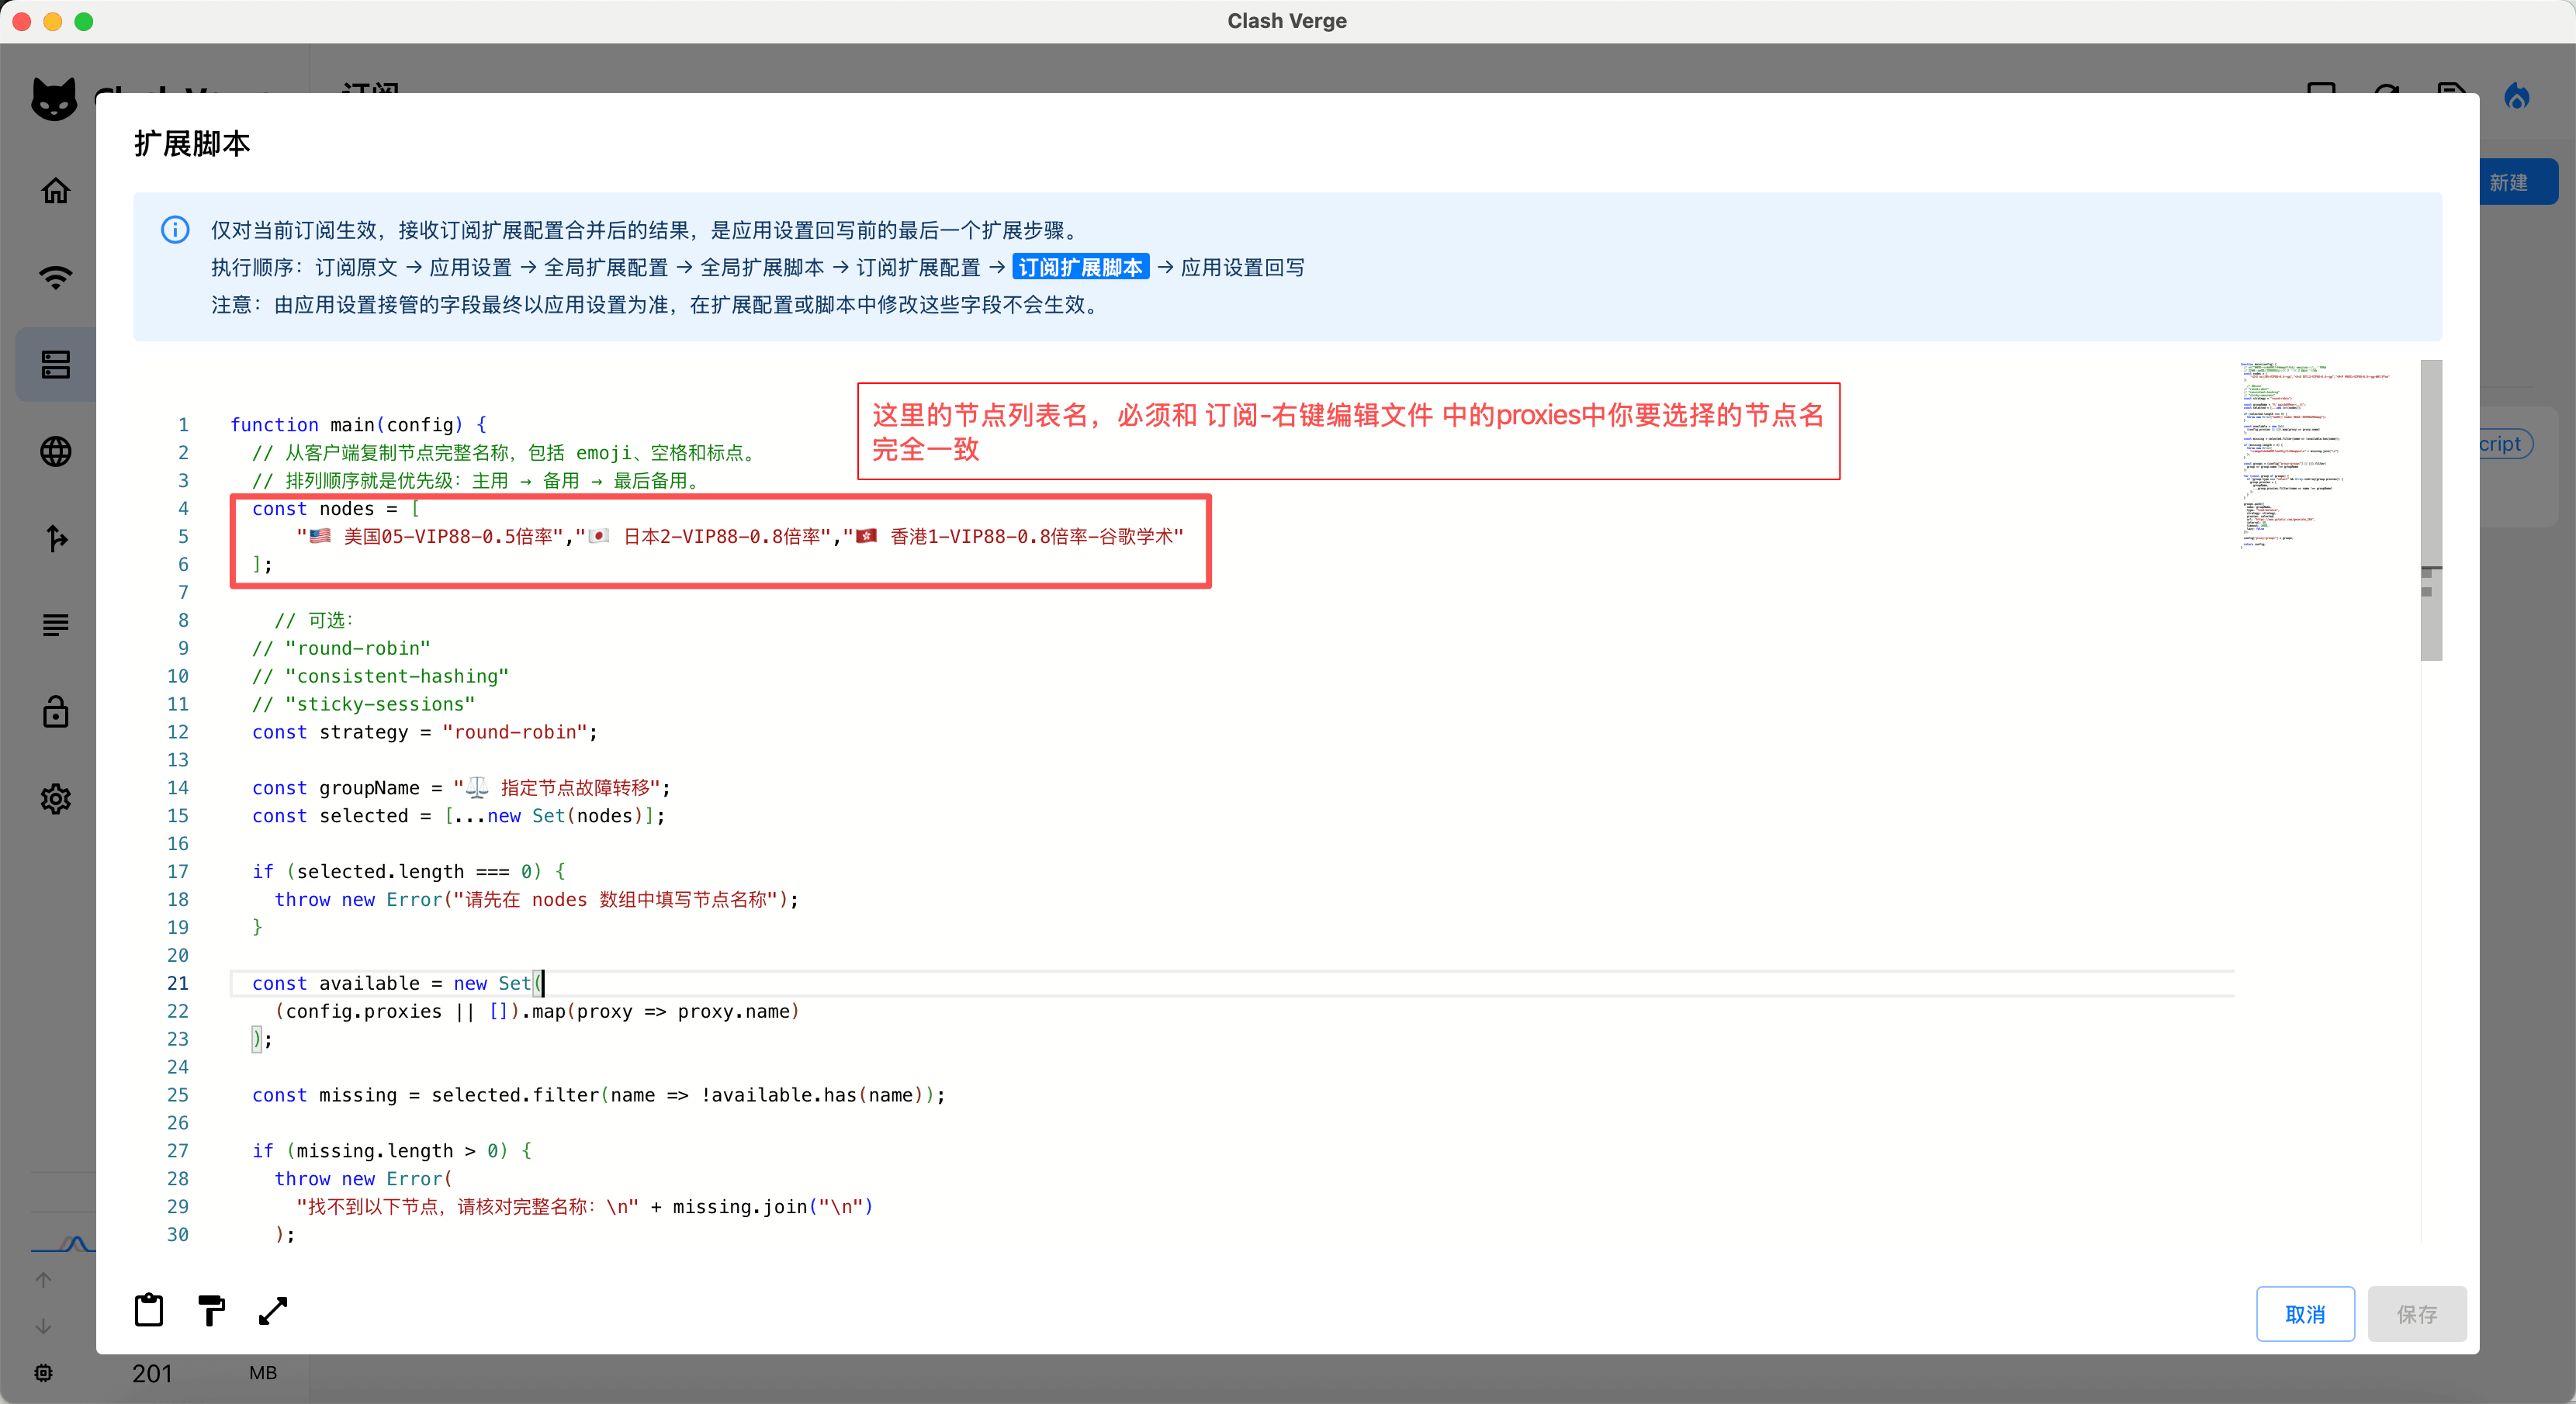 Clash Verge
订阅
新建
cript
扩展脚本
仅对当前订阅生效，接收订阅扩展配置合并后的结果，是应用设置回写前的最后一个扩展步骤。
执行顺序：订阅原文 → 应用设置 → 全局扩展配置 → 全局扩展脚本 → 订阅扩展配置 → 订阅扩展脚本 → 应用设置回写
注意：由应用设置接管的字段最终以应用设置为准，在扩展配置或脚本中修改这些字段不会生效。
这里的节点列表名，必须和 订阅-右键编辑文件 中的proxies中你要选择的节点名
完全一致
1 function main(config) {
2 // 从客户端复制节点完整名称，包括 emoji、空格和标点。
3 // 排列顺序就是优先级：主用 → 备用 → 最后备用。
4 const nodes = [
5 "🇺🇸 美国05-VIP88-0.5倍率","🇯🇵 日本2-VIP88-0.8倍率","🇭🇰 香港1-VIP88-0.8倍率-谷歌学术"
6 ];
7
8 // 可选：
9 // "round-robin"
10 // "consistent-hashing"
11 // "sticky-sessions"
12 const strategy = "round-robin";
13
14 const groupName = "⚖️ 指定节点故障转移";
15 const selected = [...new Set(nodes)];
16
17 if (selected.length === 0) {
18 throw new Error("请先在 nodes 数组中填写节点名称");
19 }
20
21 const available = new Set(
22 (config.proxies || []).map(proxy => proxy.name)
23 );
24
25 const missing = selected.filter(name => !available.has(name));
26
27 if (missing.length > 0) {
28 throw new Error(
29 "找不到以下节点，请核对完整名称：\n" + missing.join("\n")
30 );
取消
保存
201 MB